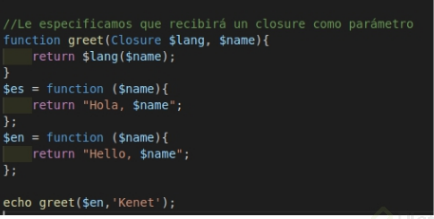 //Le especificamos que recibirá un closure como parámetro
function greet(Closure $lang, $name){
    return $lang($name);
}
$es = function ($name){
    return "Hola, $name";
};
$en = function ($name){
    return "Hello, $name";
};
echo greet($en,'Kenet');